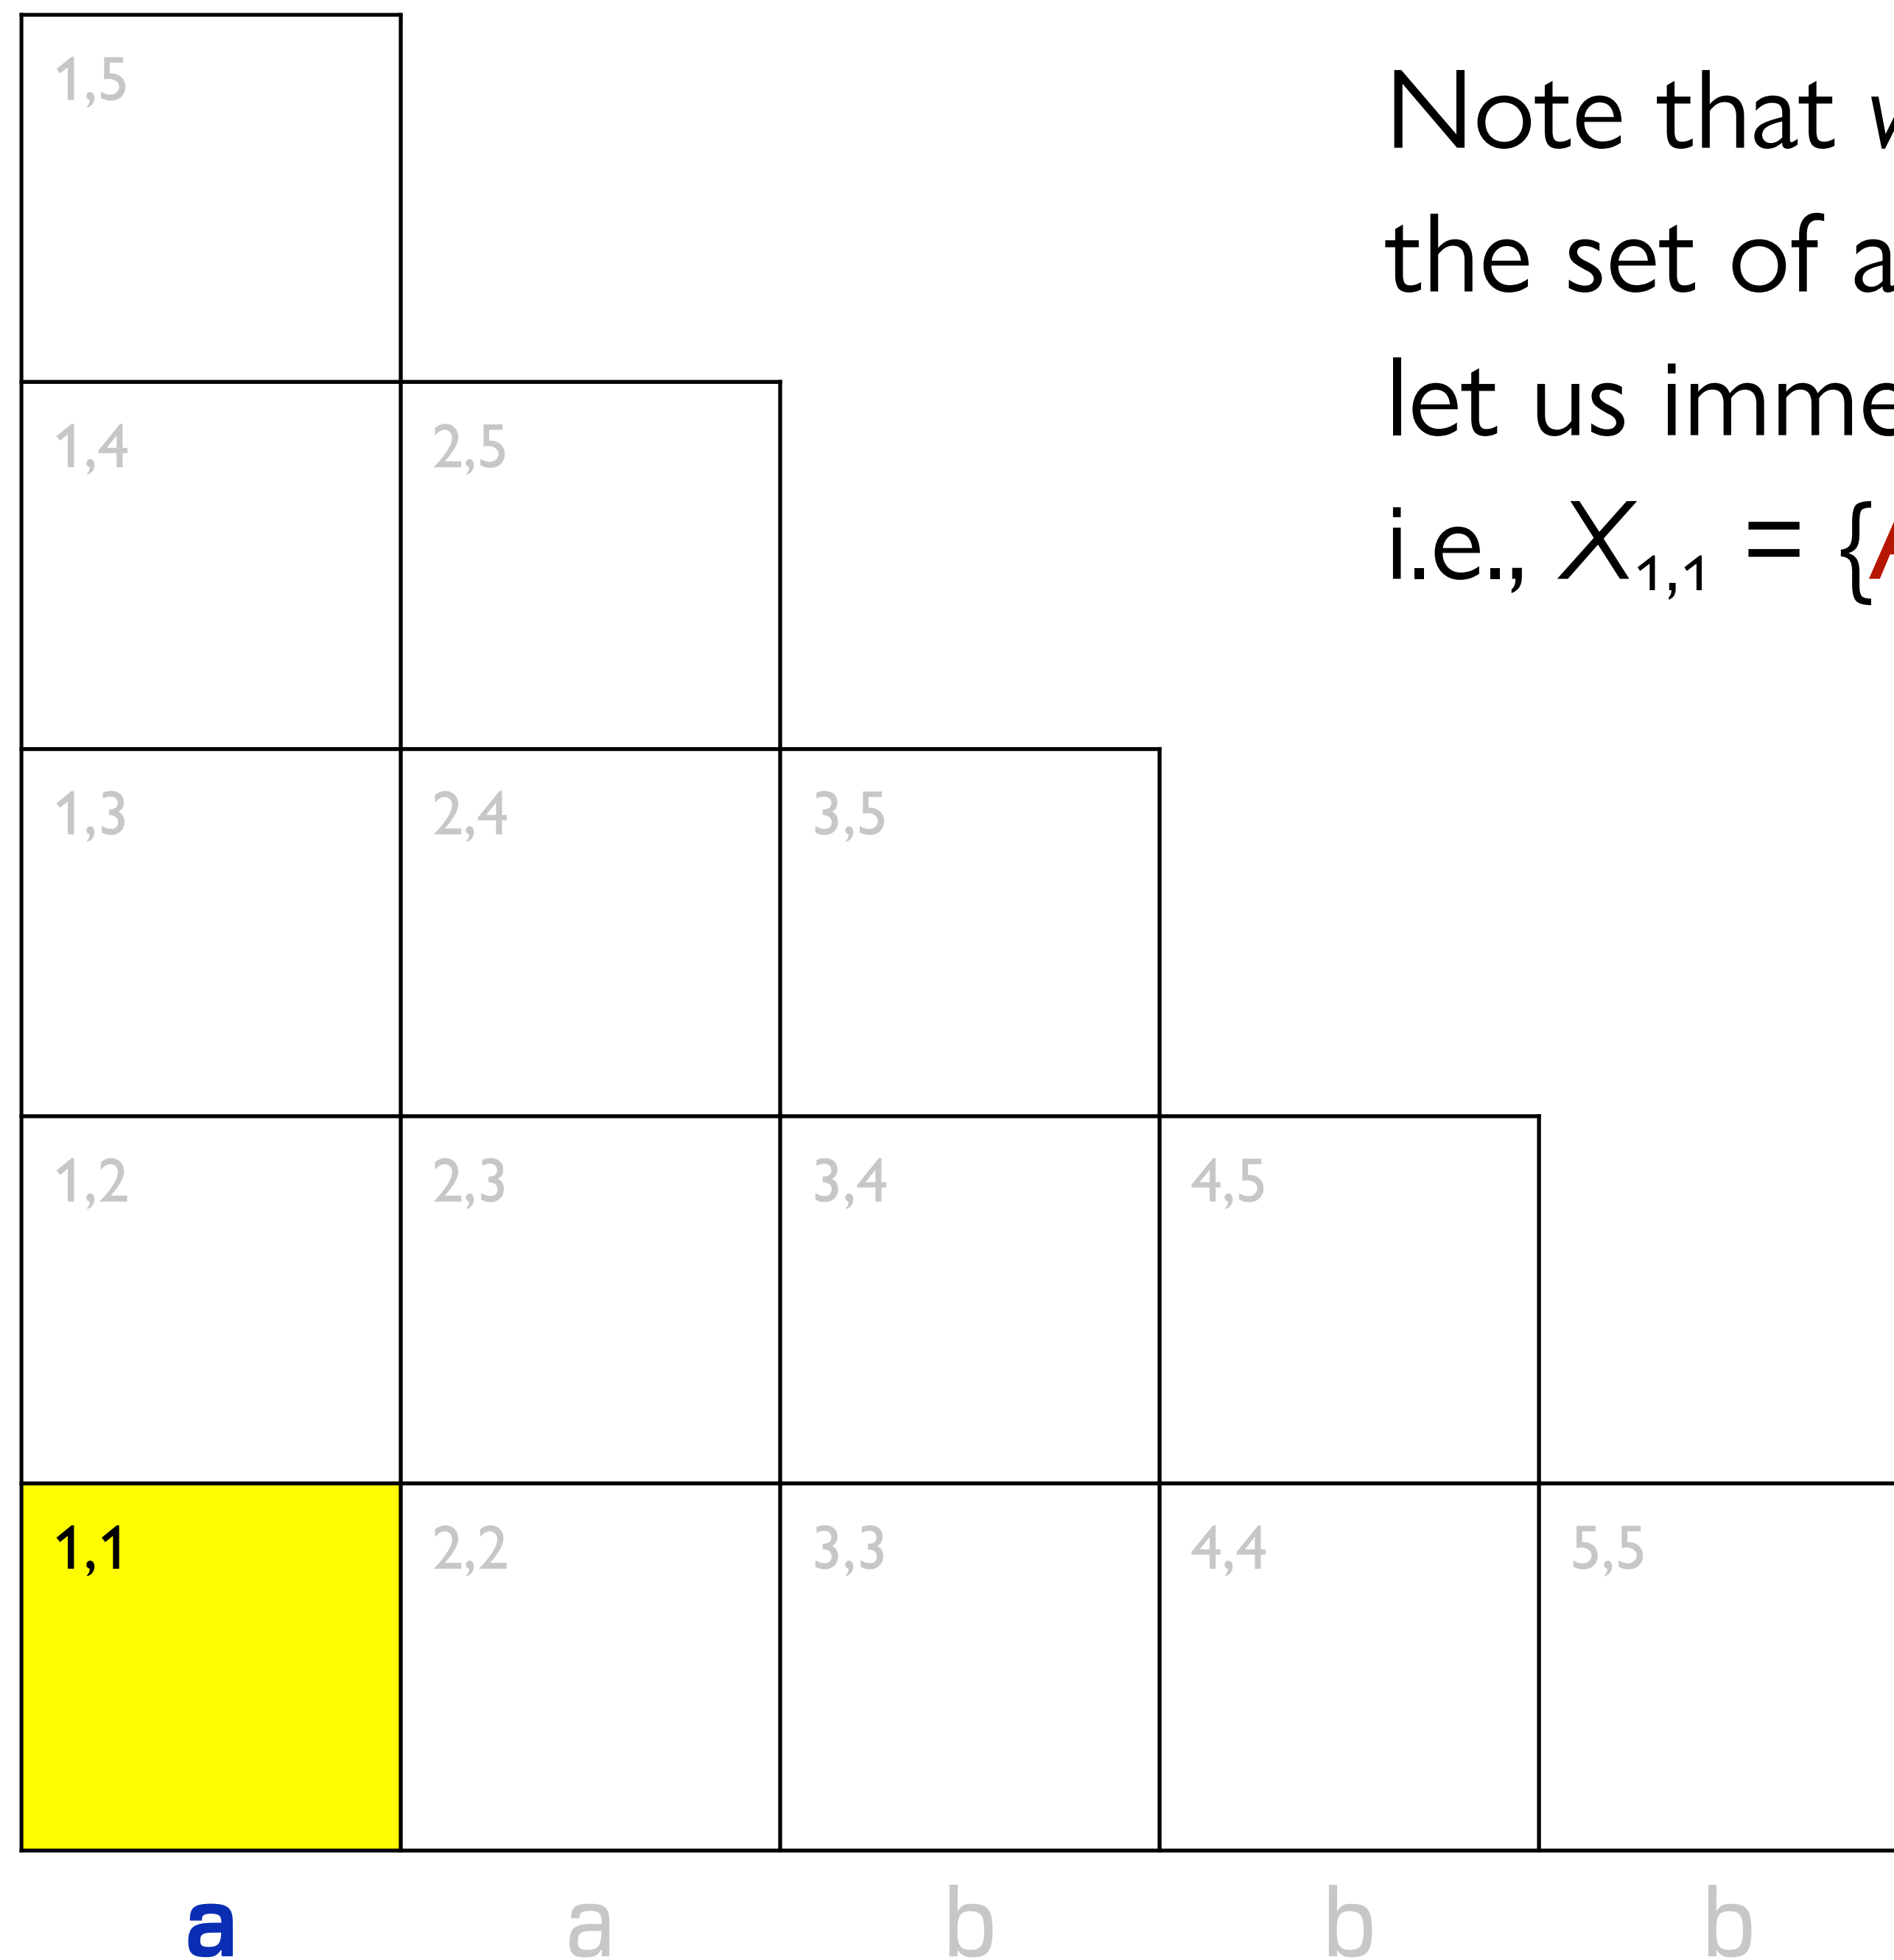 1,5
Note that
the set of
let us
i.e., X1,1 = {
1,4 2,5
1,3 2,4 3,5
1,2 2,3 3,4 4,5
1,1 2,2 3,3 4,4 5,5
a a b b b